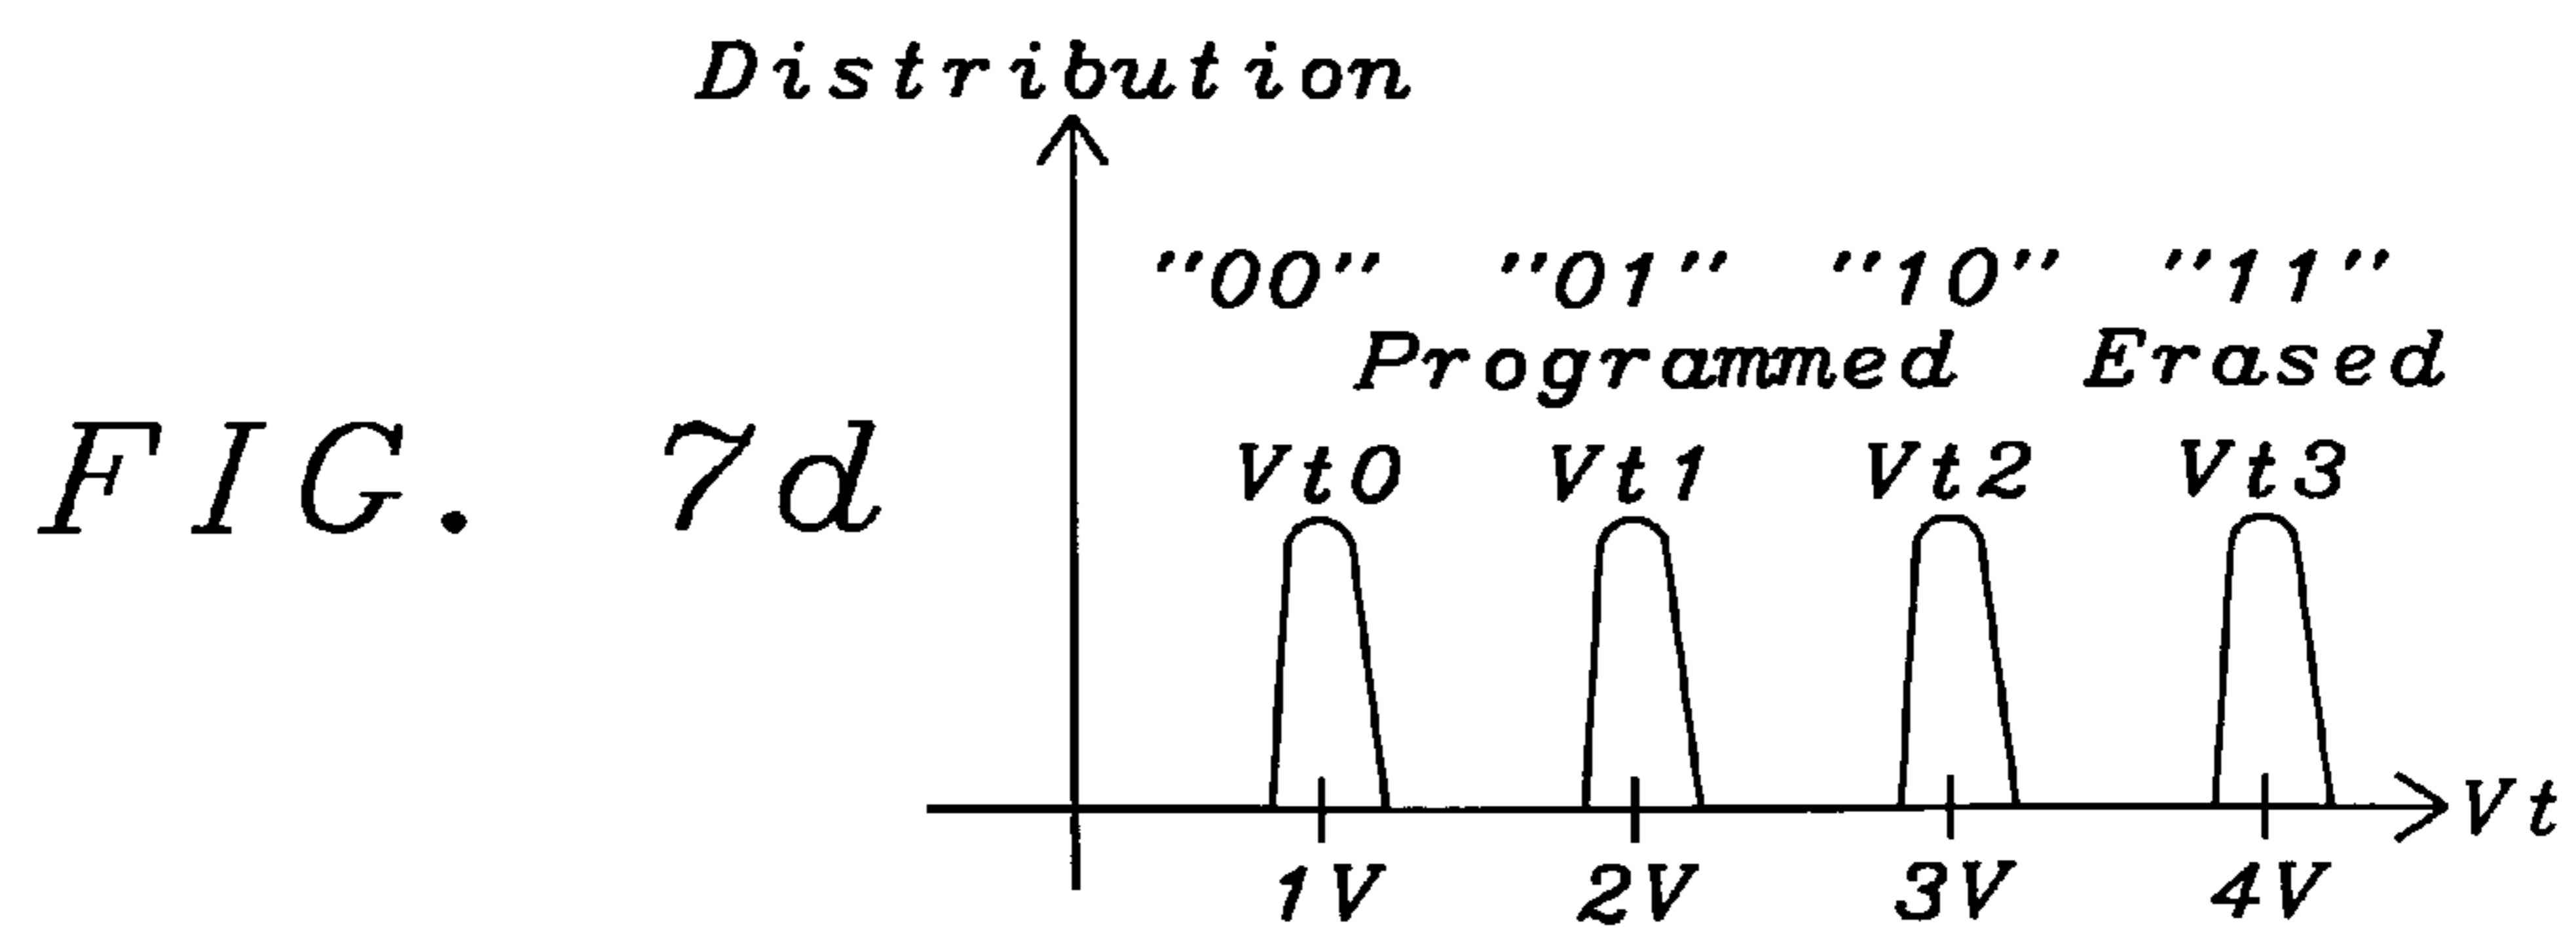 Distribution
"00" "01" "10" "11"
Programmed Erased
FIG. 7d
Vt0 Vt1 Vt2 Vt3
Vt
1V 2V 3V 4V